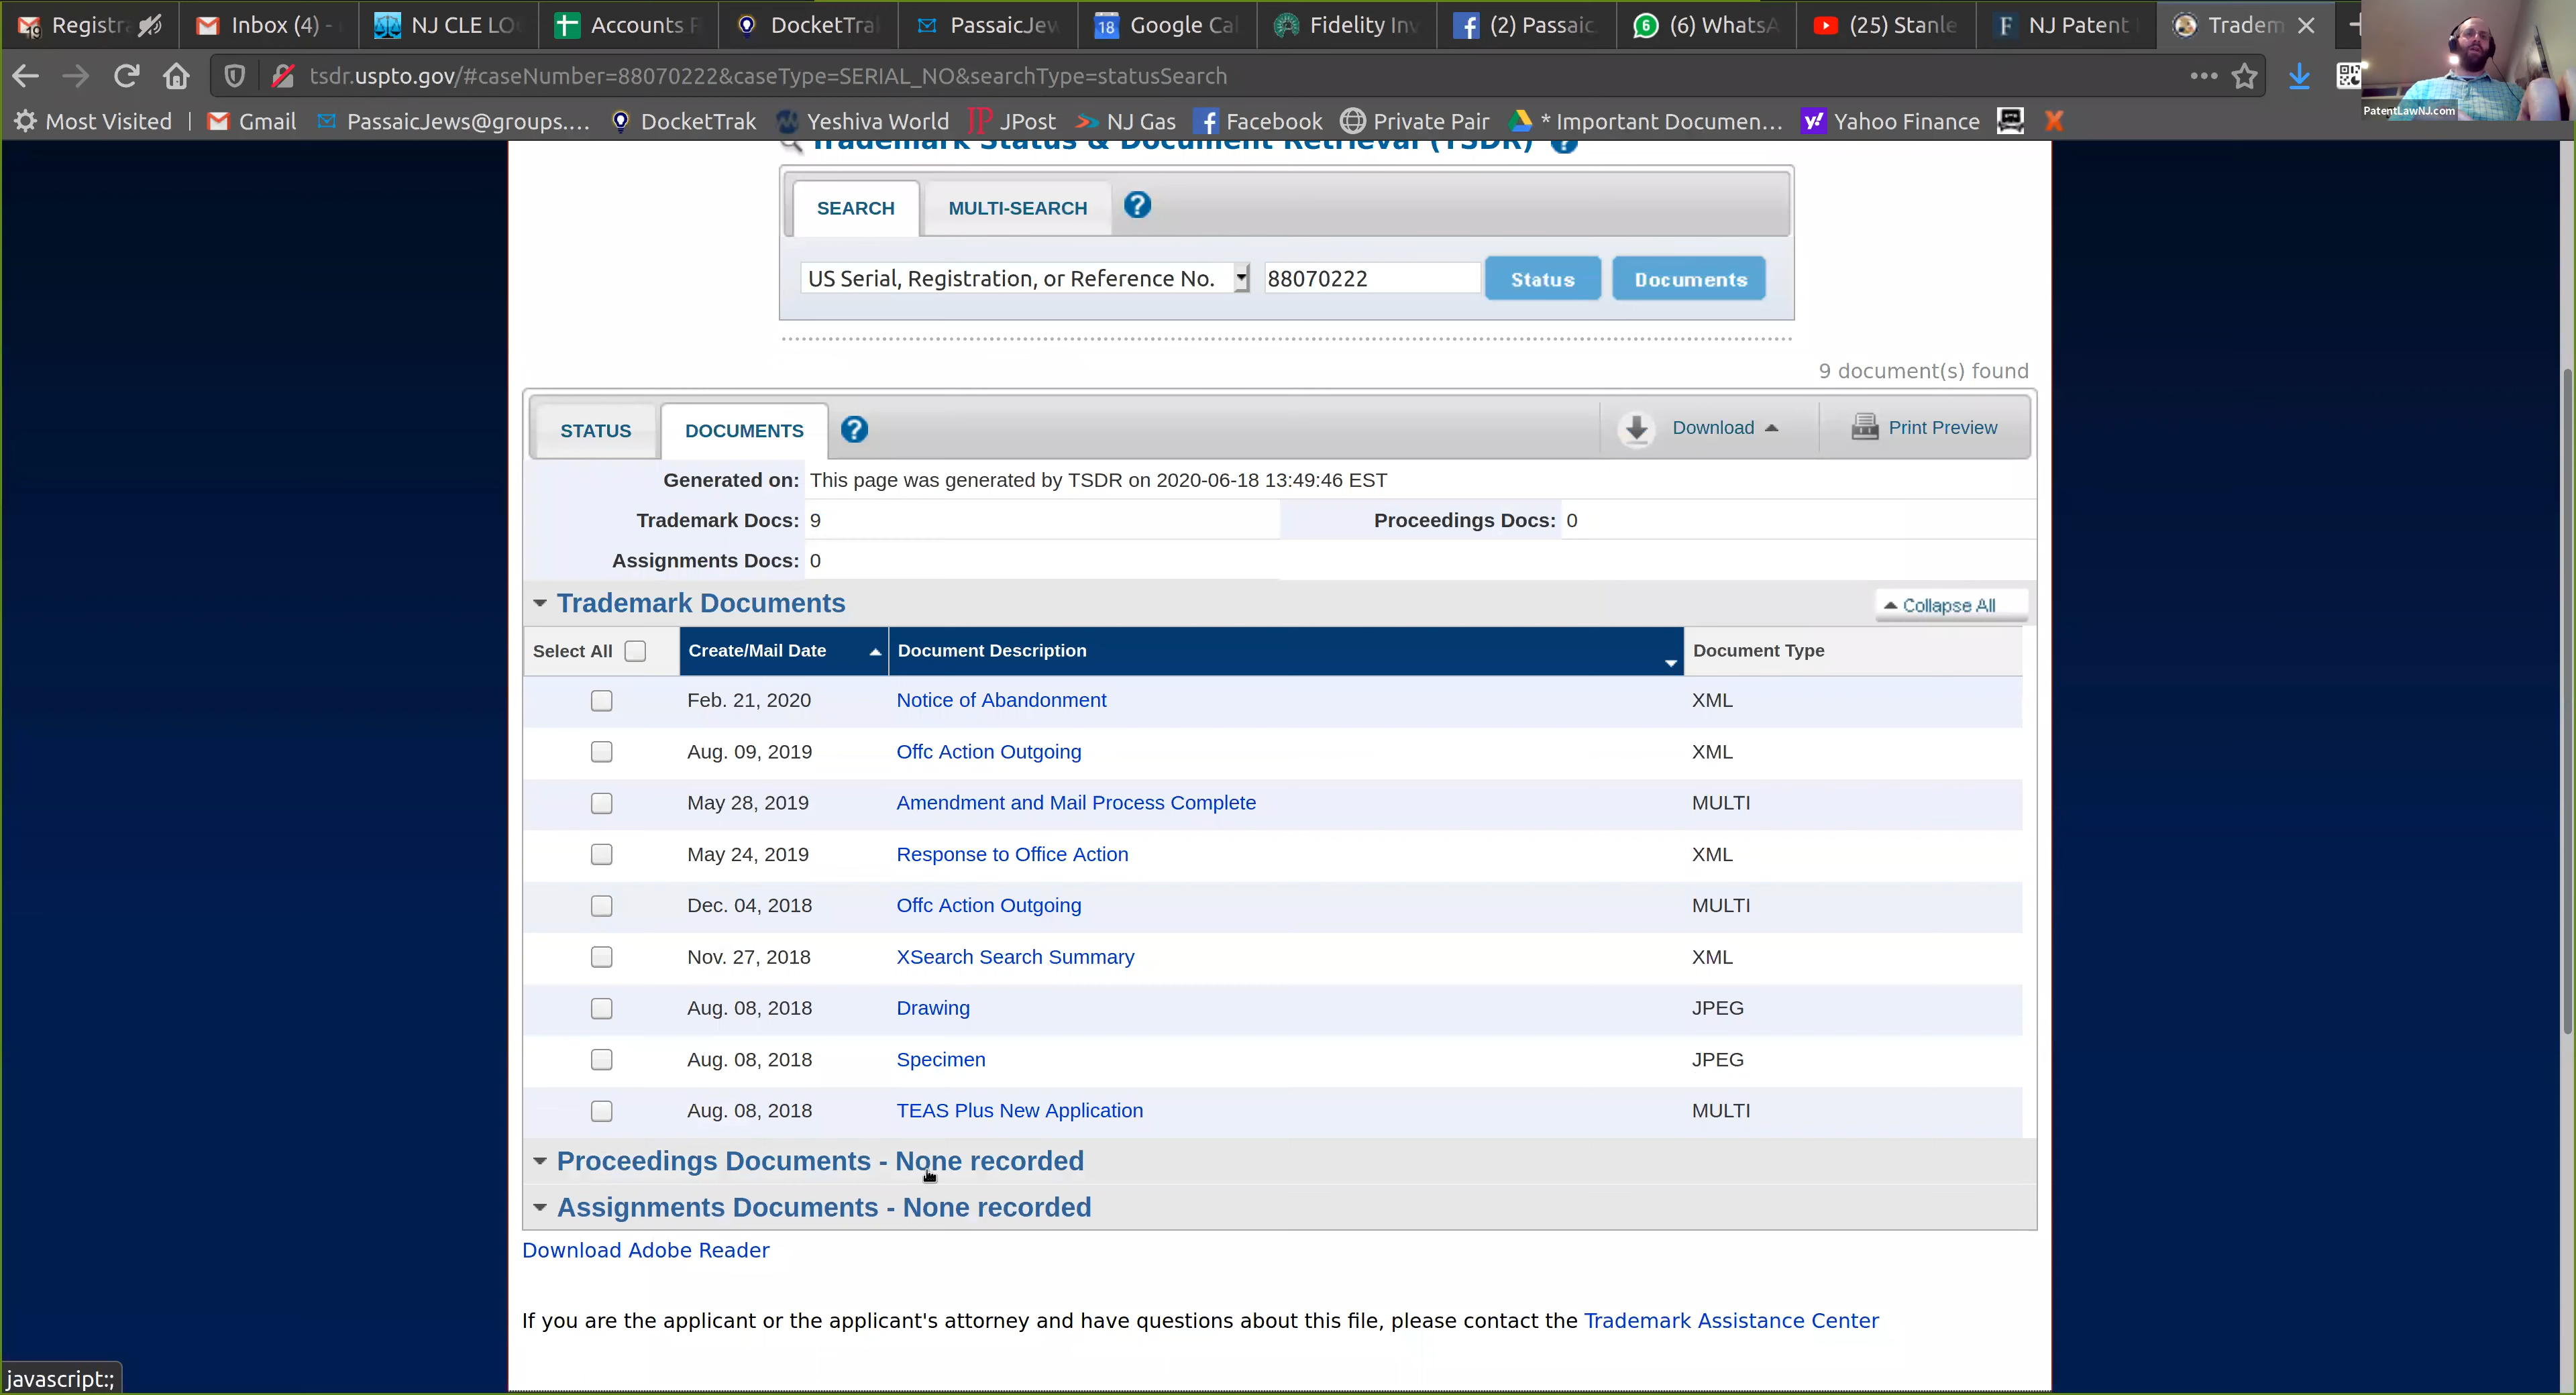 Registr
Inbox (4) -
NJ CLE LO
Accounts R
DocketTra
PassaicJew
18
Google Cal
Fidelity Inv
(2) Passaic
6
(6) WhatsA
(25) Stanle
NJ Patent
Tradem
tsdr.uspto.gov/#caseNumber=88070222&caseType=SERIAL_NO&searchType=statusSearch
PatentLawNJ.com
Most Visited
Gmail
PassaicJews@groups....
DocketTrak
Yeshiva World
JP JPost
NJ Gas
Facebook
Private Pair
* Important Documen...
Yahoo Finance
Trademark Status & Document Retrieval (TSDR) ?
SEARCH MULTI-SEARCH ?
US Serial, Registration, or Reference No. 88070222 Status Documents
9 document(s) found
STATUS DOCUMENTS ? Download Print Preview
Generated on: This page was generated by TSDR on 2020-06-18 13:49:46 EST
Trademark Docs: 9 Proceedings Docs: 0
Assignments Docs: 0
Trademark Documents Collapse All
Select All Create/Mail Date Document Description Document Type
Feb. 21, 2020 Notice of Abandonment XML
Aug. 09, 2019 Offc Action Outgoing XML
May 28, 2019 Amendment and Mail Process Complete MULTI
May 24, 2019 Response to Office Action XML
Dec. 04, 2018 Offc Action Outgoing MULTI
Nov. 27, 2018 XSearch Search Summary XML
Aug. 08, 2018 Drawing JPEG
Aug. 08, 2018 Specimen JPEG
Aug. 08, 2018 TEAS Plus New Application MULTI
Proceedings Documents - None recorded
Assignments Documents - None recorded
Download Adobe Reader
If you are the applicant or the applicant's attorney and have questions about this file, please contact the Trademark Assistance Center
javascript:;